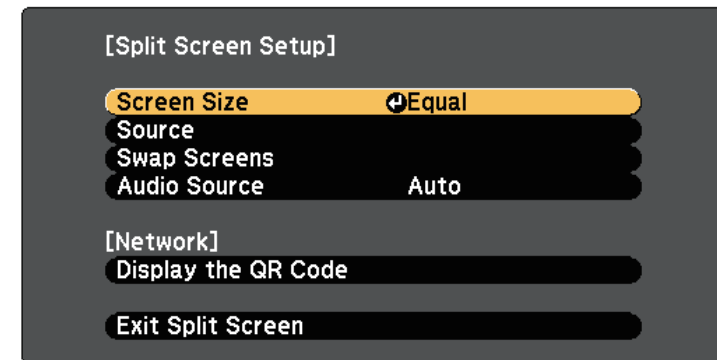 [Split Screen Setup]
Screen Size Equal
Source
Swap Screens
Audio Source Auto
[Network]
Display the QR Code
Exit Split Screen